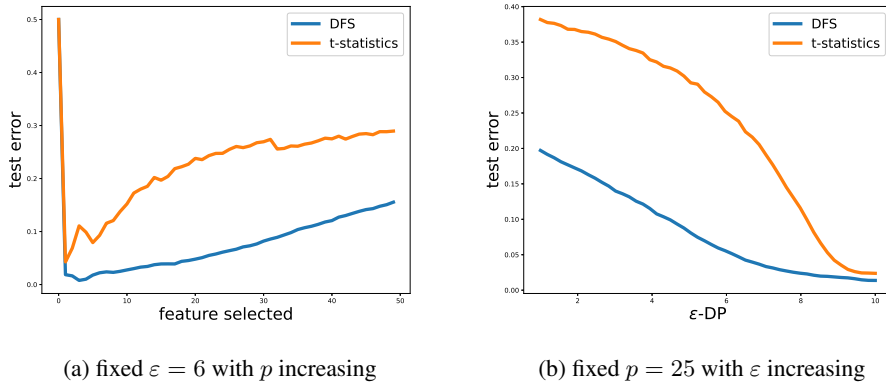 DFS
t-statistics
test error
0.5
0.4
0.3
0.2
0.1
0.0
0
10
20
30
40
50
feature selected
(a) fixed ε = 6 with p increasing
DFS
t-statistics
test error
0.40
0.35
0.30
0.25
0.20
0.15
0.10
0.05
0.00
2
4
6
8
10
ε-DP
(b) fixed p = 25 with ε increasing